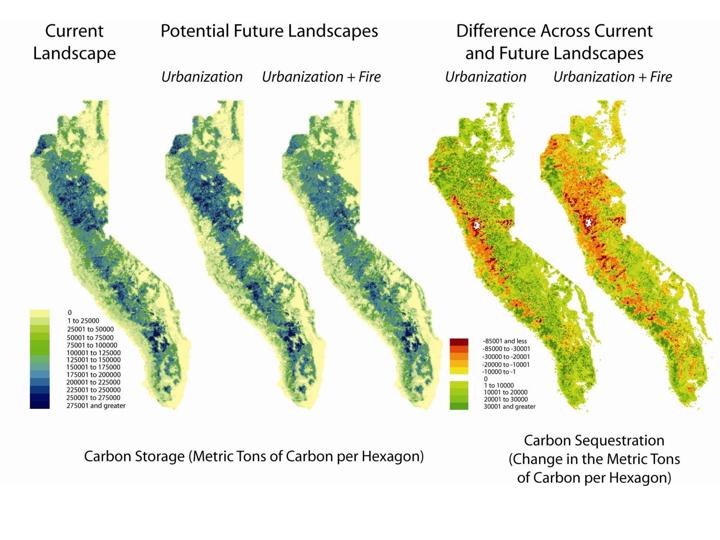 Current
Landscape
Potential Future Landscapes
Difference Across Current
and Future Landscapes
Urbanization
Urbanization + Fire
Urbanization
Urbanization + Fire
0
1 to 25000
25001 to 50000
50001 to 75000
75001 to 100000
100001 to 125000
125001 to 150000
150001 to 175000
175001 to 200000
200001 to 225000
225001 to 250000
250001 to 275000
275001 and greater
-85001 and less
-85000 to -30001
-30000 to -20001
-20000 to -10001
-10000 to -1
0
1 to 10000
10001 to 20000
20001 to 30000
30001 and greater
Carbon Storage (Metric Tons of Carbon per Hexagon)
Carbon Sequestration
(Change in the Metric Tons
of Carbon per Hexagon)